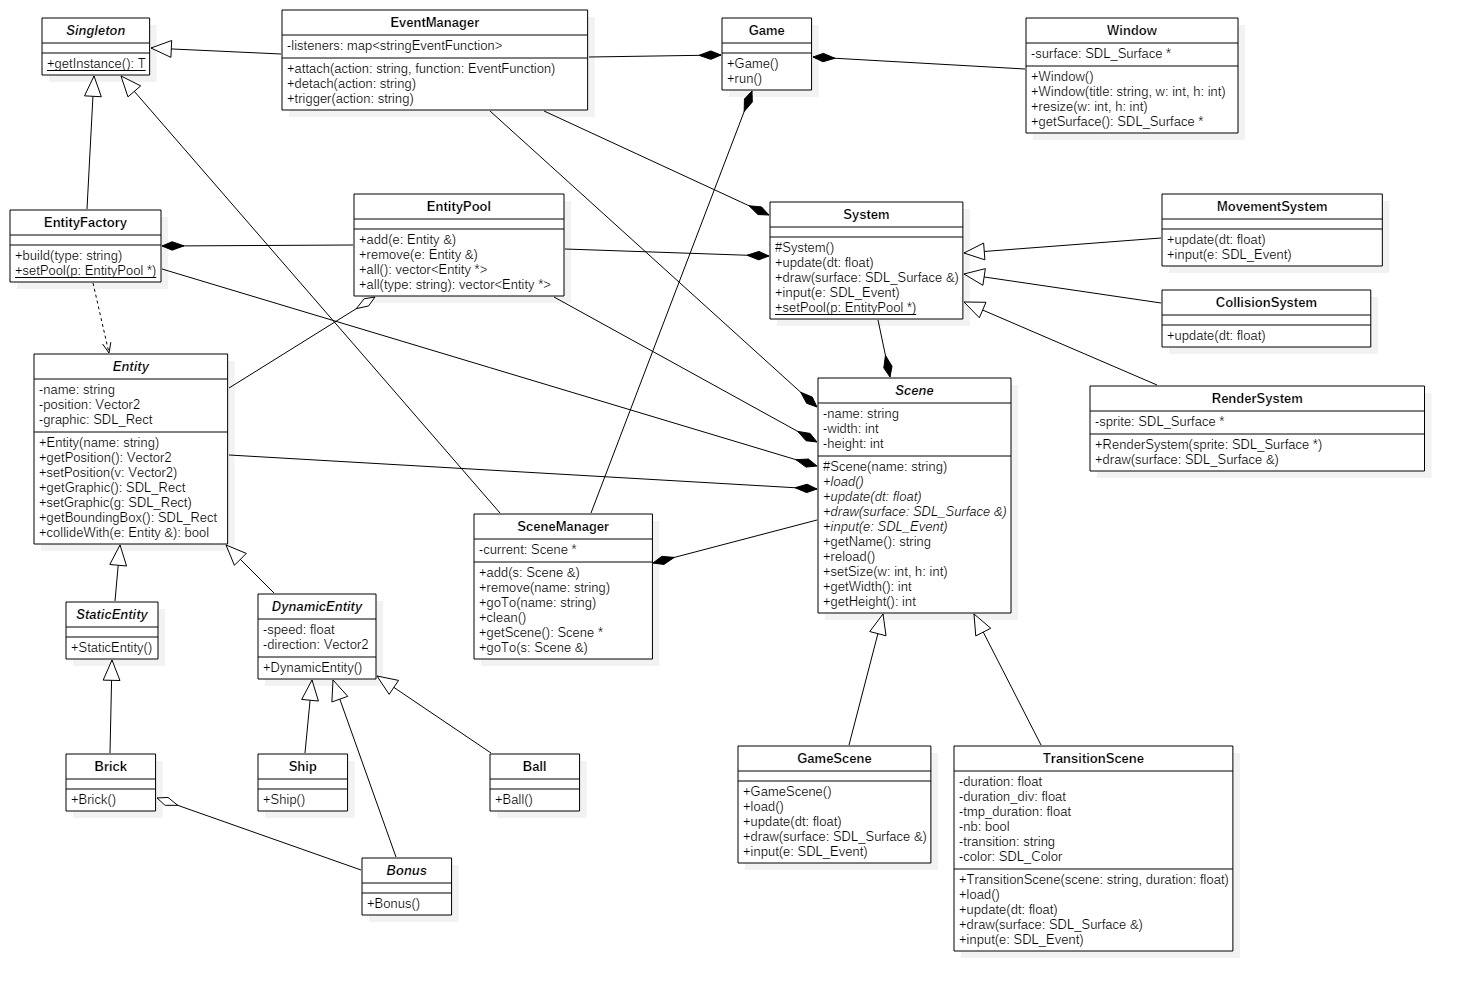 Singleton
+getInstance(): T
EventManager
-listeners: map<stringEventFunction>
+attach(action: string, function: EventFunction)
+detach(action: string)
+trigger(action: string)
Game
+Game()
+run()
Window
-surface: SDL_Surface *
+Window()
+Window(title: string, w: int, h: int)
+resize(w: int, h: int)
+getSurface(): SDL_Surface *
EntityFactory
+build(type: string)
+setPool(p: EntityPool *)
EntityPool
+add(e: Entity &)
+remove(e: Entity &)
+all(): vector<Entity *>
+all(type: string): vector<Entity *>
System
#System()
+update(dt: float)
+draw(surface: SDL_Surface &)
+input(e: SDL_Event)
+setPool(p: EntityPool *)
MovementSystem
+update(dt: float)
+input(e: SDL_Event)
CollisionSystem
+update(dt: float)
RenderSystem
-sprite: SDL_Surface *
+RenderSystem(sprite: SDL_Surface *)
+draw(surface: SDL_Surface &)
Entity
-name: string
-position: Vector2
-graphic: SDL_Rect
+Entity(name: string)
+getPosition(): Vector2
+setPosition(v: Vector2)
+getGraphic(): SDL_Rect
+setGraphic(g: SDL_Rect)
+getBoundingBox(): SDL_Rect
+collideWith(e: Entity &): bool
Scene
-name: string
-width: int
-height: int
#Scene(name: string)
+load()
+update(dt: float)
+draw(surface: SDL_Surface &)
+input(e: SDL_Event)
+getName(): string
+reload()
+setSize(w: int, h: int)
+getWidth(): int
+getHeight(): int
SceneManager
-current: Scene *
+add(s: Scene &)
+remove(name: string)
+goTo(name: string)
+clean()
+getScene(): Scene *
+goTo(s: Scene &)
StaticEntity
+StaticEntity()
DynamicEntity
-speed: float
-direction: Vector2
+DynamicEntity()
Brick
+Brick()
Ship
+Ship()
Ball
+Ball()
Bonus
+Bonus()
GameScene
+GameScene()
+load()
+update(dt: float)
+draw(surface: SDL_Surface &)
+input(e: SDL_Event)
TransitionScene
-duration: float
-duration_div: float
-tmp_duration: float
-nb: bool
-transition: string
-color: SDL_Color
+TransitionScene(scene: string, duration: float)
+load()
+update(dt: float)
+draw(surface: SDL_Surface &)
+input(e: SDL_Event)